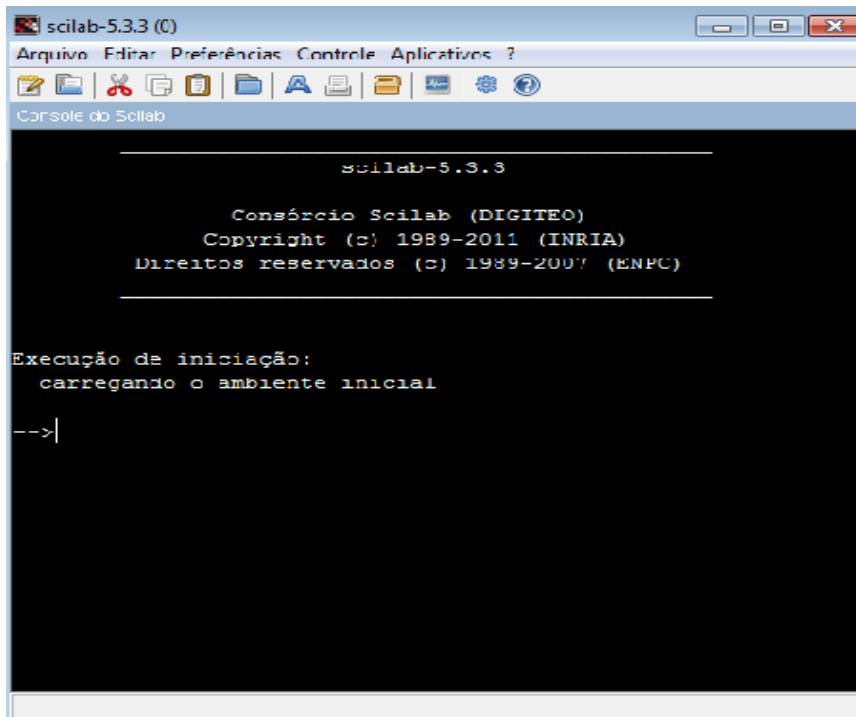 scilab-5.3.3 (0)
Arquivo Editar Preferências Controle Aplicativos ?
Console do Scilab
scilab-5.3.3
Consórcio Scilab (DIGITEO)
Copyright (c) 1989-2011 (INRIA)
Direitos reservados (c) 1989-2007 (ENPC)
Execução de iniciação:
carregando o ambiente inicial
-->